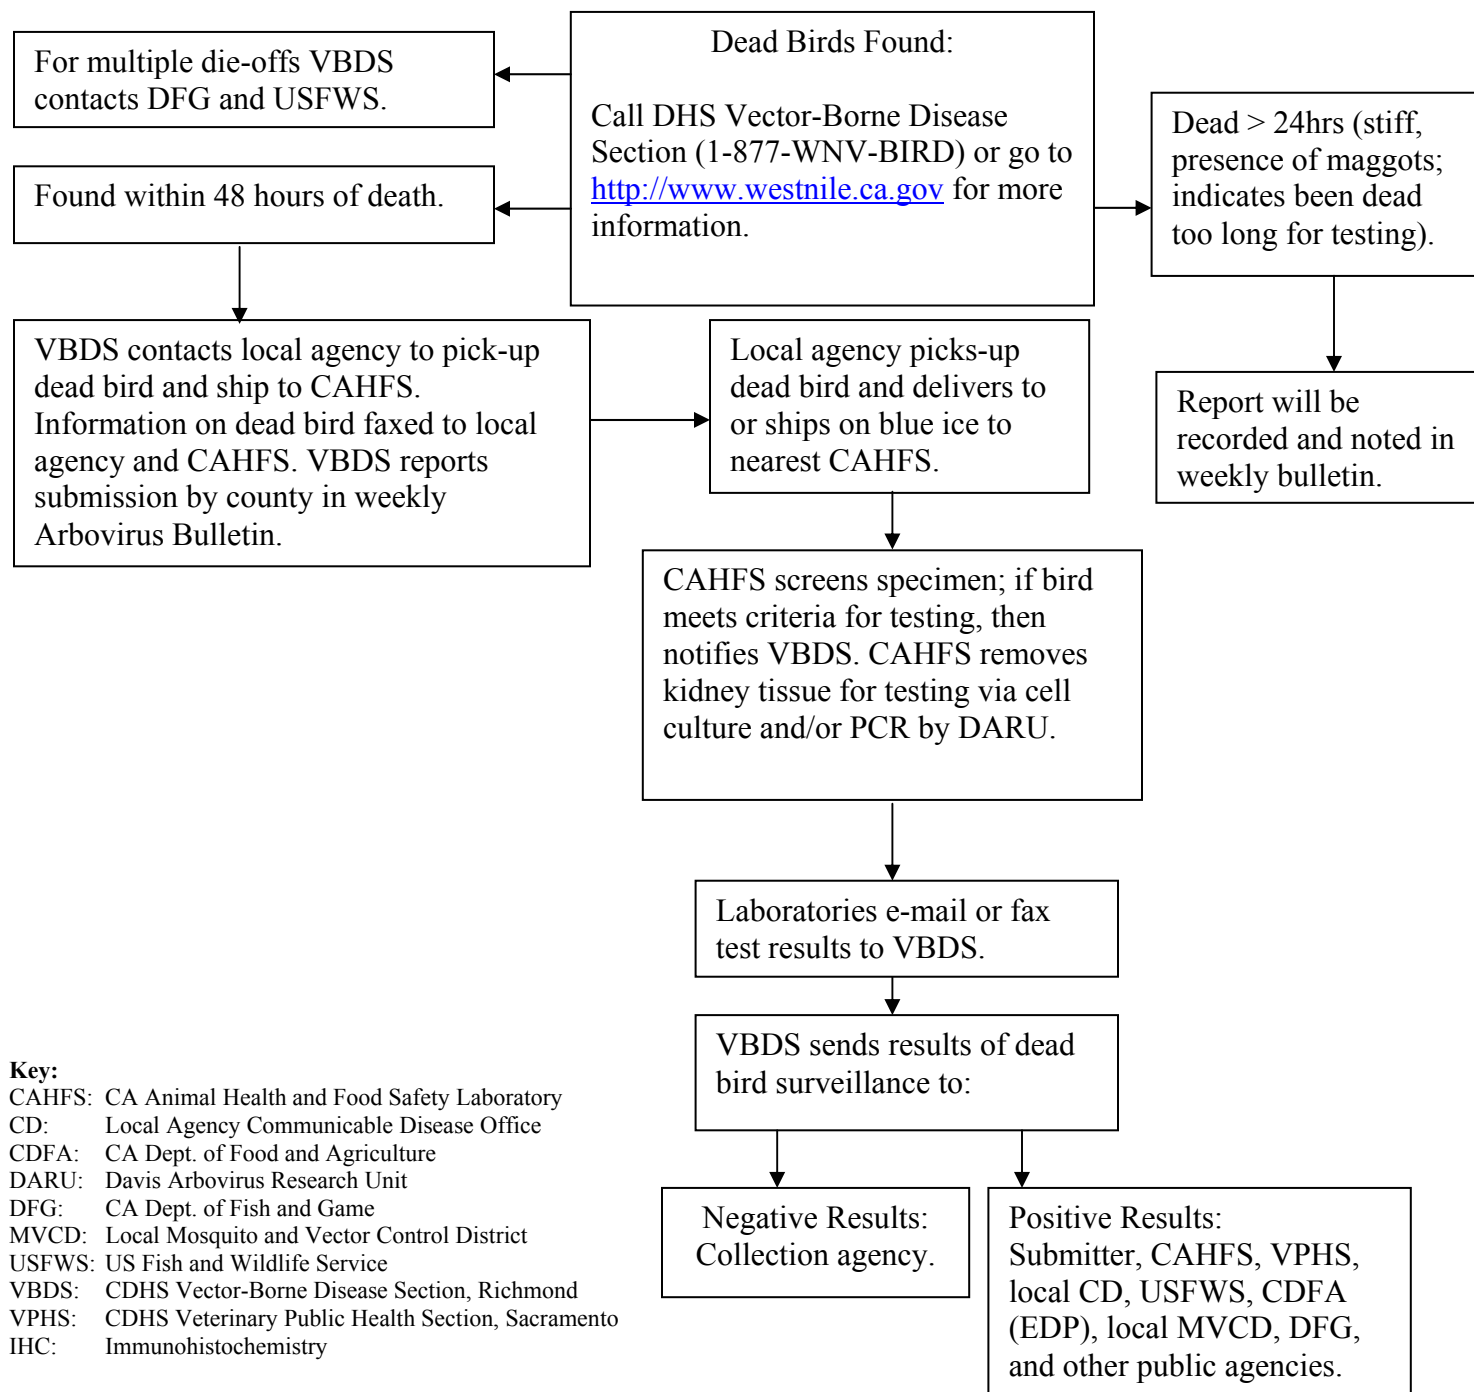 Dead Birds Found:
Call DHS Vector-Borne Disease
Section (1-877-WNV-BIRD) or go to
http://www.westnile.ca.gov for more
information.
For multiple die-offs VBDS
contacts DFG and USFWS.
Found within 48 hours of death.
Dead > 24hrs (stiff,
presence of maggots;
indicates been dead
too long for testing).
VBDS contacts local agency to pick-up
dead bird and ship to CAHFS.
Information on dead bird faxed to local
agency and CAHFS. VBDS reports
submission by county in weekly
Arbovirus Bulletin.
Local agency picks-up
dead bird and delivers to
or ships on blue ice to
nearest CAHFS.
Report will be
recorded and noted in
weekly bulletin.
CAHFS screens specimen; if bird
meets criteria for testing, then
notifies VBDS. CAHFS removes
kidney tissue for testing via cell
culture and/or PCR by DARU.
Laboratories e-mail or fax
test results to VBDS.
VBDS sends results of dead
bird surveillance to:
Negative Results:
Collection agency.
Positive Results:
Submitter, CAHFS, VPHS,
local CD, USFWS, CDFA
(EDP), local MVCD, DFG,
and other public agencies.
Key:
CAHFS: CA Animal Health and Food Safety Laboratory
CD: Local Agency Communicable Disease Office
CDFA: CA Dept. of Food and Agriculture
DARU: Davis Arbovirus Research Unit
DFG: CA Dept. of Fish and Game
MVCD: Local Mosquito and Vector Control District
USFWS: US Fish and Wildlife Service
VBDS: CDHS Vector-Borne Disease Section, Richmond
VPHS: CDHS Veterinary Public Health Section, Sacramento
IHC: Immunohistochemistry